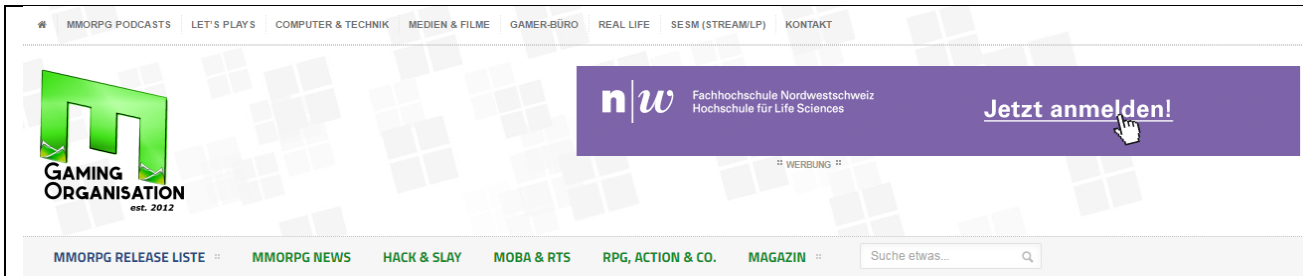 MMORPG PODCASTS LET'S PLAYS COMPUTER & TECHNIK MEDIEN & FILME GAMER-BÜRO REAL LIFE SESM (STREAM/LP) KONTAKT
GAMING
ORGANISATION
est. 2012
n|w
Fachhochschule Nordwestschweiz
Hochschule für Life Sciences
Jetzt anmelden!
:: WERBUNG ::
MMORPG RELEASE LISTE :: MMORPG NEWS HACK & SLAY MOBA & RTS RPG, ACTION & CO. MAGAZIN :: Suche etwas...